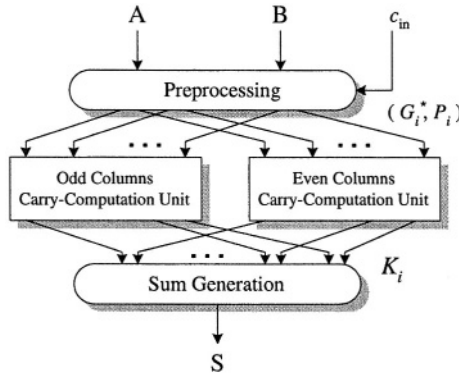 A B c_in
Preprocessing
(G_i^*, P_i)
. . . . . .
Odd Columns
Carry-Computation Unit
Even Columns
Carry-Computation Unit
. . .
K_i
Sum Generation
S